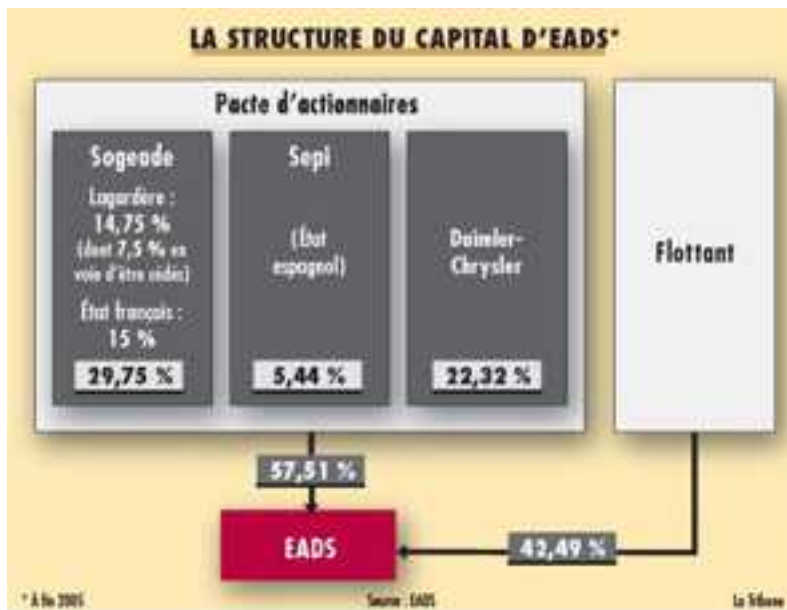 LA STRUCTURE DU CAPITAL D'EADS*
Pacte d'actionnaires
Sogeade
Lagardère :
14,75 %
(dont 7,5 % en
voie d'être cédés)
État français :
15 %
29,75 %
Sepi
(État
espagnol)
5,44 %
Daimler-
Chrysler
22,32 %
Flottant
57,51 %
EADS
42,49 %
* À fin 2005
Source : EADS
La Tribune